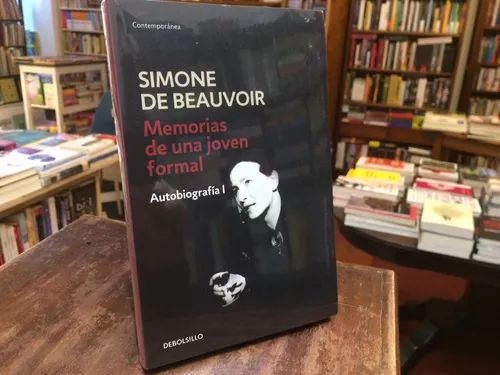 Contemporánea
SIMONE
DE BEAUVOIR
Memorias
de una joven
formal
Autobiografía I
DEBOLSILLO